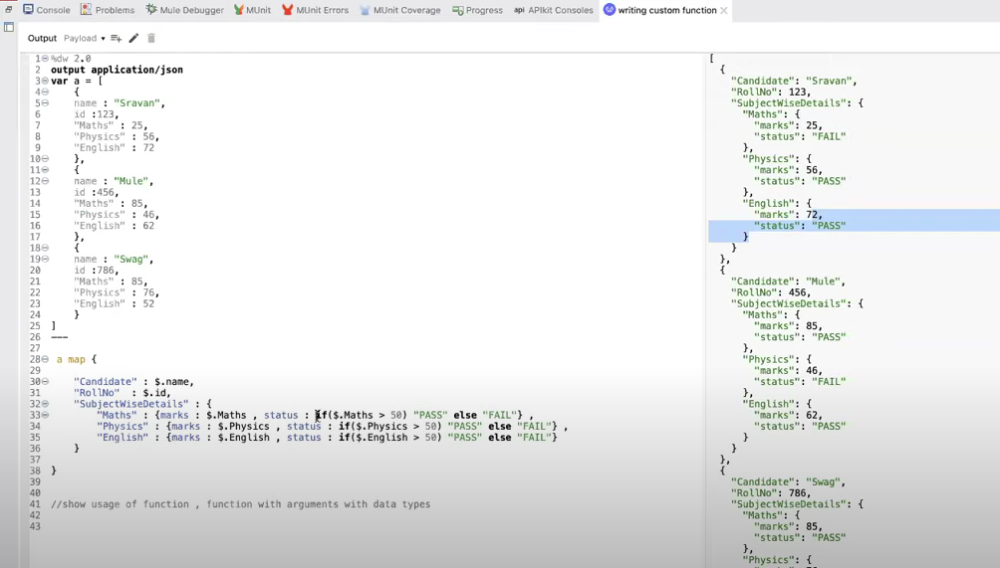 Console Problems Mule Debugger MUnit MUnit Errors MUnit Coverage Progress api APIkit Consoles writing custom function
Output Payload
1 %dw 2.0
2 output application/json
3 var a = [
4 {
5 name : "Sravan",
6 id :123,
7 "Maths" : 25,
8 "Physics" : 56,
9 "English" : 72
10 },
11 {
12 name : "Mule",
13 id :456,
14 "Maths" : 85,
15 "Physics" : 46,
16 "English" : 62
17 },
18 {
19 name : "Swag",
20 id :786,
21 "Maths" : 85,
22 "Physics" : 76,
23 "English" : 52
24 }
25 ]
26 ---
27
28 a map {
29
30 "Candidate" : $.name,
31 "RollNo" : $.id,
32 "SubjectWiseDetails" : {
33 "Maths" : {marks : $.Maths , status : if($.Maths > 50) "PASS" else "FAIL"} ,
34 "Physics" : {marks : $.Physics , status : if($.Physics > 50) "PASS" else "FAIL"} ,
35 "English" : {marks : $.English , status : if($.English > 50) "PASS" else "FAIL"}
36 }
37
38 }
39
40
41 //show usage of function , function with arguments with data types
42
43
[
{
"Candidate": "Sravan",
"RollNo": 123,
"SubjectWiseDetails": {
"Maths": {
"marks": 25,
"status": "FAIL"
},
"Physics": {
"marks": 56,
"status": "PASS"
},
"English": {
"marks": 72,
"status": "PASS"
}
}
},
{
"Candidate": "Mule",
"RollNo": 456,
"SubjectWiseDetails": {
"Maths": {
"marks": 85,
"status": "PASS"
},
"Physics": {
"marks": 46,
"status": "FAIL"
},
"English": {
"marks": 62,
"status": "PASS"
}
}
},
{
"Candidate": "Swag",
"RollNo": 786,
"SubjectWiseDetails": {
"Maths": {
"marks": 85,
"status": "PASS"
},
"Physics": {